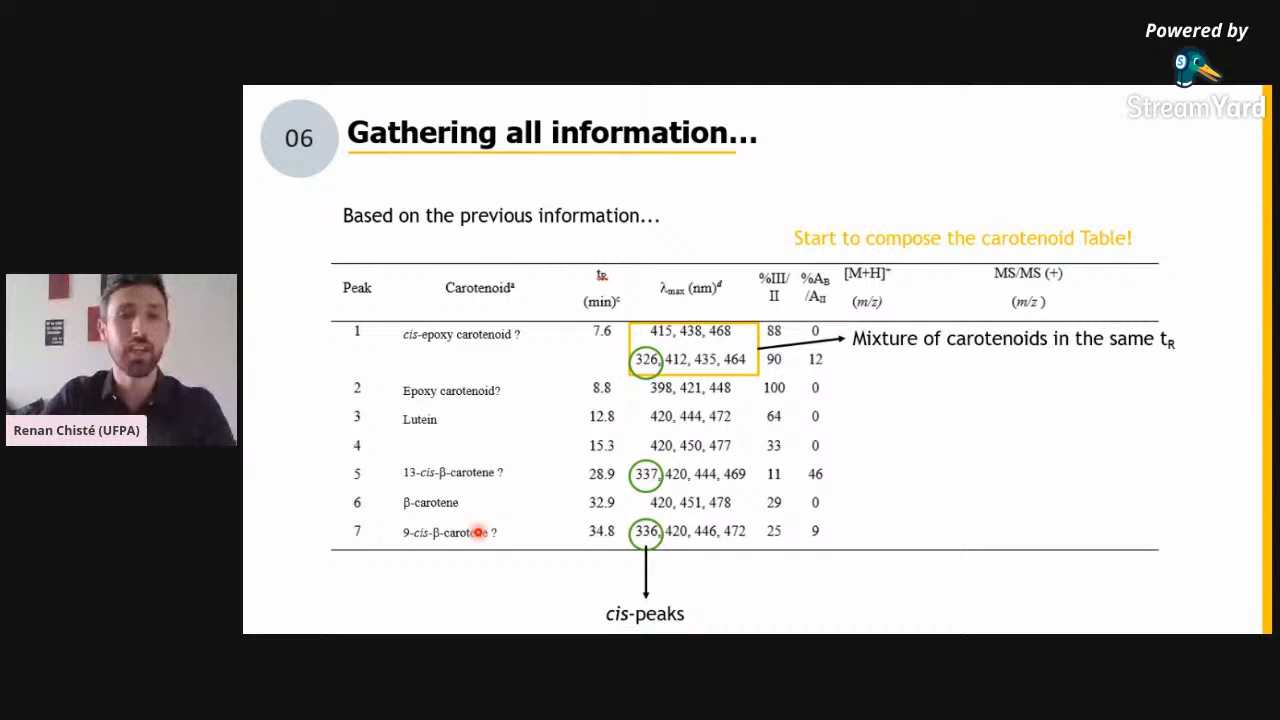 Powered by
S
StreamYard
06
Gathering all information...
Based on the previous information...
Start to compose the carotenoid Table!
Peak Carotenoidᵃ tR (min)ᶜ λmax (nm)ᵈ %III/II %AB/AII [M+H]⁺ (m/z) MS/MS (+) (m/z )
1 cis-epoxy carotenoid ? 7.6 415, 438, 468 88 0
326, 412, 435, 464 90 12
Mixture of carotenoids in the same tR
2 Epoxy carotenoid? 8.8 398, 421, 448 100 0
3 Lutein 12.8 420, 444, 472 64 0
4 15.3 420, 450, 477 33 0
5 13-cis-β-carotene ? 28.9 337, 420, 444, 469 11 46
6 β-carotene 32.9 420, 451, 478 29 0
7 9-cis-β-carotene ? 34.8 336, 420, 446, 472 25 9
cis-peaks
Renan Chisté (UFPA)